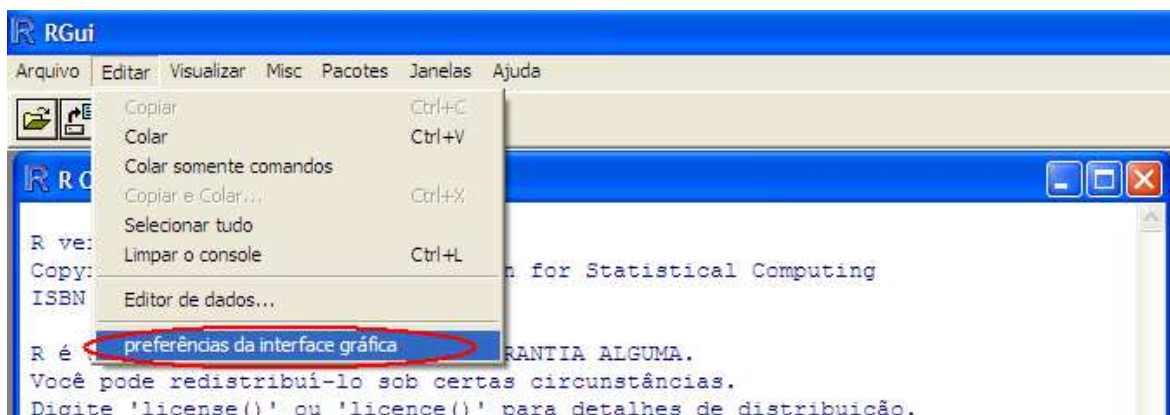 RGui
Arquivo Editar Visualizar Misc Pacotes Janelas Ajuda
Copiar Ctrl+C
Colar Ctrl+V
Colar somente comandos
Copiar e Colar... Ctrl+X
Selecionar tudo
Limpar o console Ctrl+L
Editor de dados...
preferências da interface gráfica
R C
R ver
Copy: n for Statistical Computing
ISBN
R é RANTIA ALGUMA.
Você pode redistribuí-lo sob certas circunstâncias.
Digite 'license()' ou 'licence()' para detalhes de distribuição.